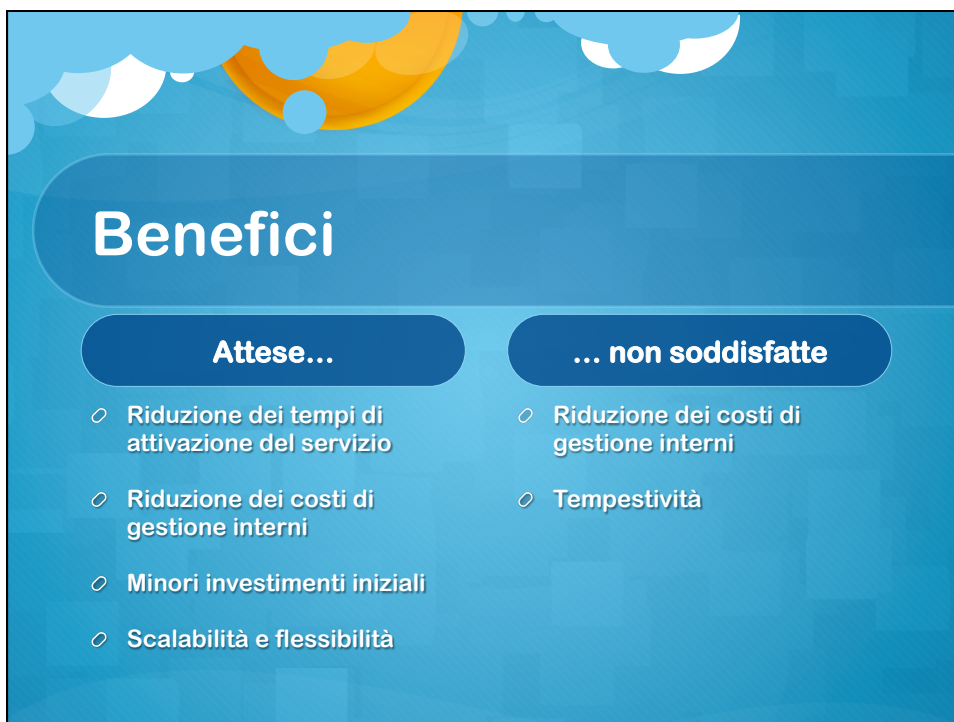 Benefici
Attese...
Riduzione dei tempi di
attivazione del servizio
Riduzione dei costi di
gestione interni
Minori investimenti iniziali
Scalabilità e flessibilità
... non soddisfatte
Riduzione dei costi di
gestione interni
Tempestività